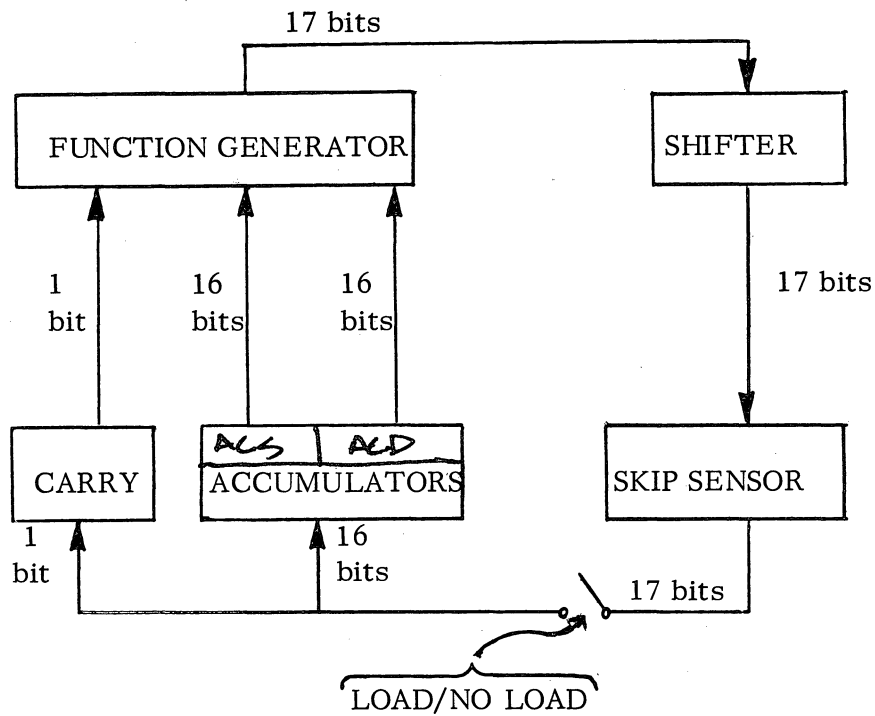 17 bits
FUNCTION GENERATOR
SHIFTER
1
bit
16
bits
16
bits
17 bits
ACS ACD
CARRY
ACCUMULATORS
SKIP SENSOR
1
bit
16
bits
17 bits
LOAD/NO LOAD